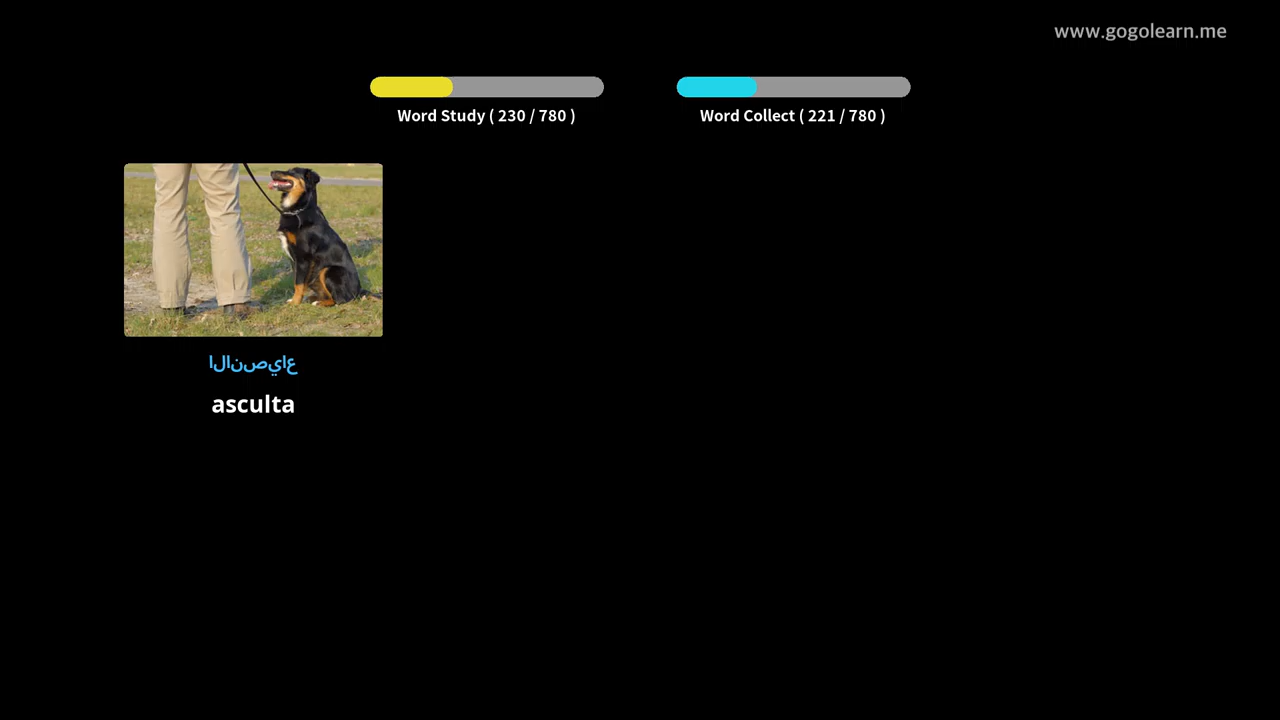 www.gogolearn.me
Word Study ( 230 / 780 )
Word Collect ( 221 / 780 )
الانصياع
asculta